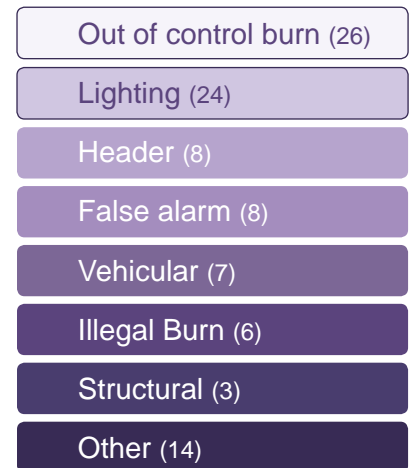 Out of control burn (26)
Lighting (24)
Header (8)
False alarm (8)
Vehicular (7)
Illegal Burn (6)
Structural (3)
Other (14)